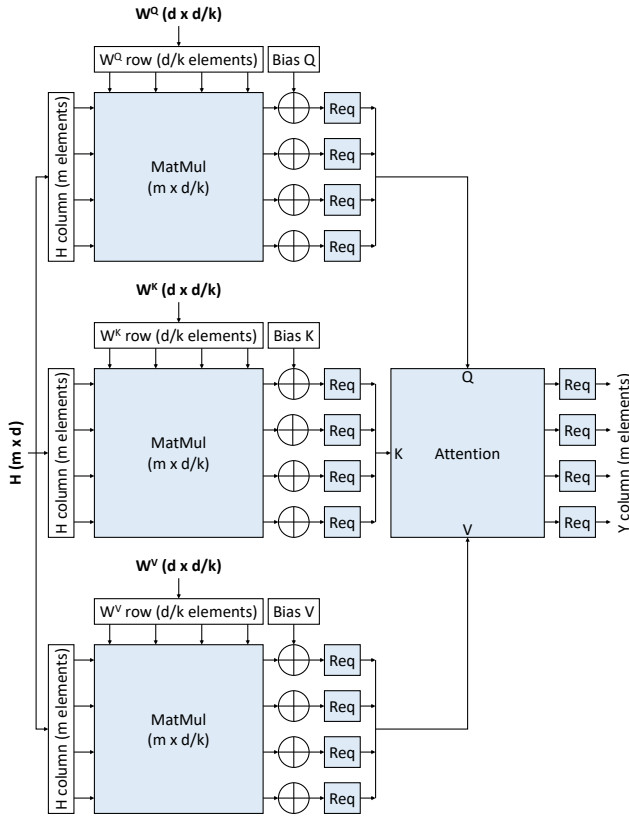 W^Q (d x d/k)
W^Q row (d/k elements)
Bias Q
H column (m elements)
MatMul
(m x d/k)
Req
Req
Req
Req
W^K (d x d/k)
W^K row (d/k elements)
Bias K
H (m x d)
H column (m elements)
MatMul
(m x d/k)
Req
Req
Req
Req
Q
K
Attention
V
Req
Req
Req
Req
Y column (m elements)
W^V (d x d/k)
W^V row (d/k elements)
Bias V
H column (m elements)
MatMul
(m x d/k)
Req
Req
Req
Req